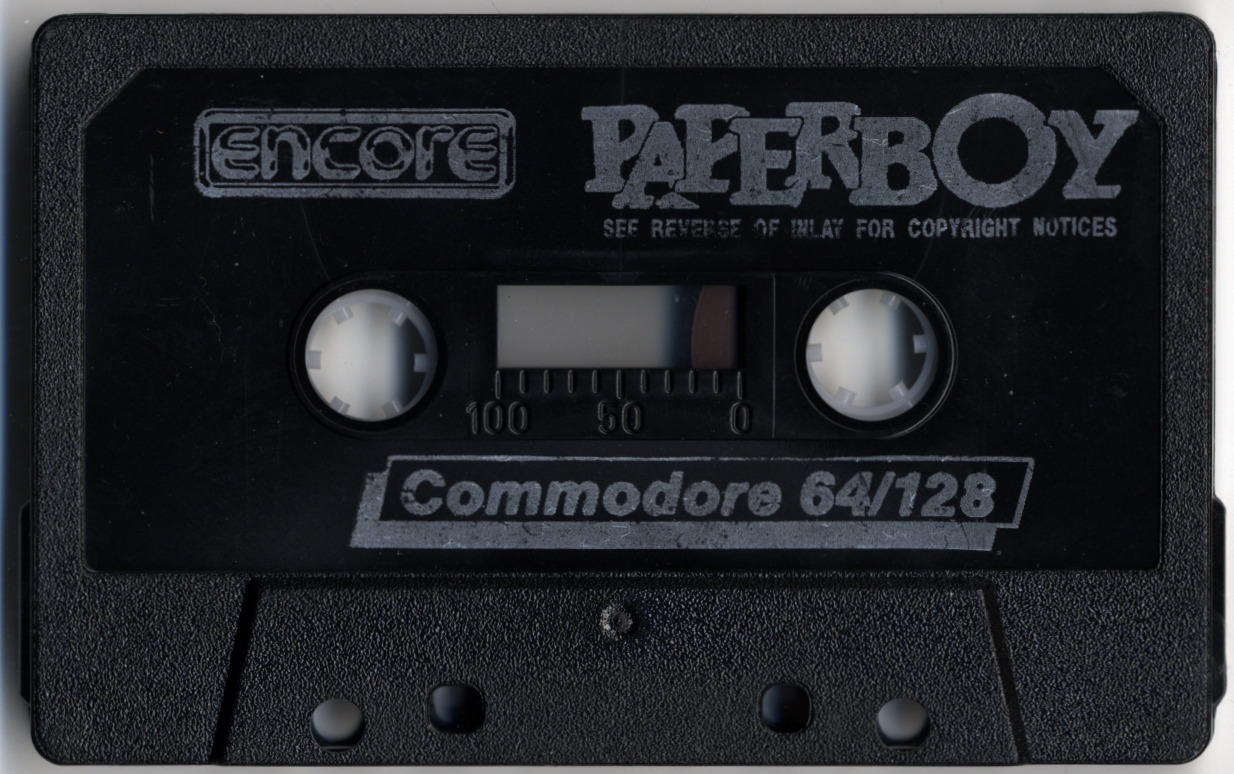 encore
PAPERBOY
SEE REVERSE OF INLAY FOR COPYRIGHT NOTICES
100 50 0
Commodore 64/128